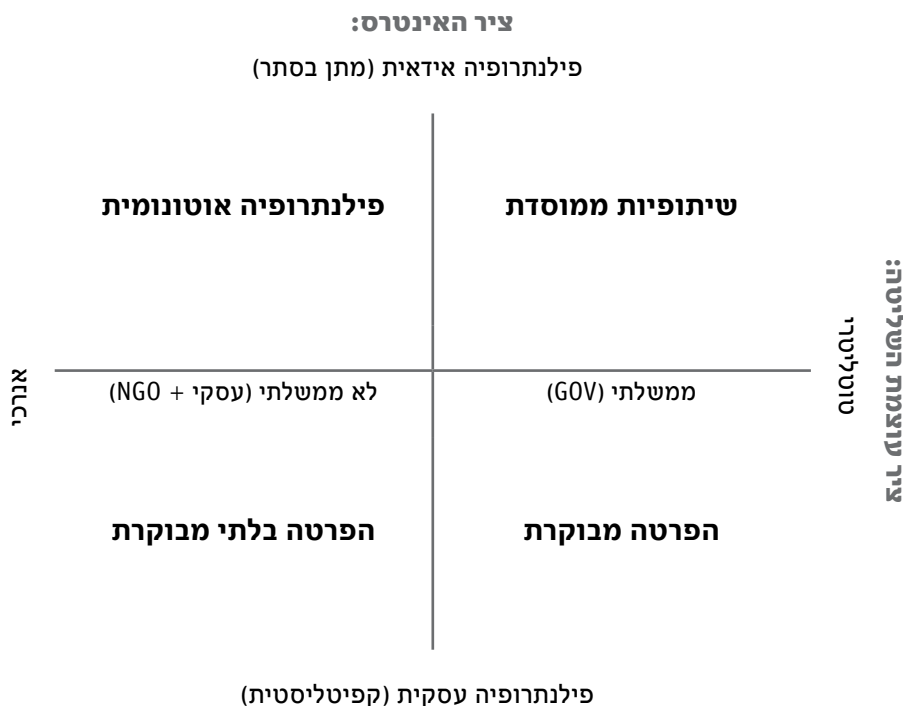 ציר האינטרס:
פילנתרופיה אידאית (מתן בסתר)
שיתופיות ממוסדת
פילנתרופיה אוטונומית
ציר עוצמת השליטה:
טוטליטרי
ממשלתי (GOV)
לא ממשלתי (עסקי + NGO)
אנרכי
הפרטה מבוקרת
הפרטה בלתי מבוקרת
פילנתרופיה עסקית (קפיטליסטית)